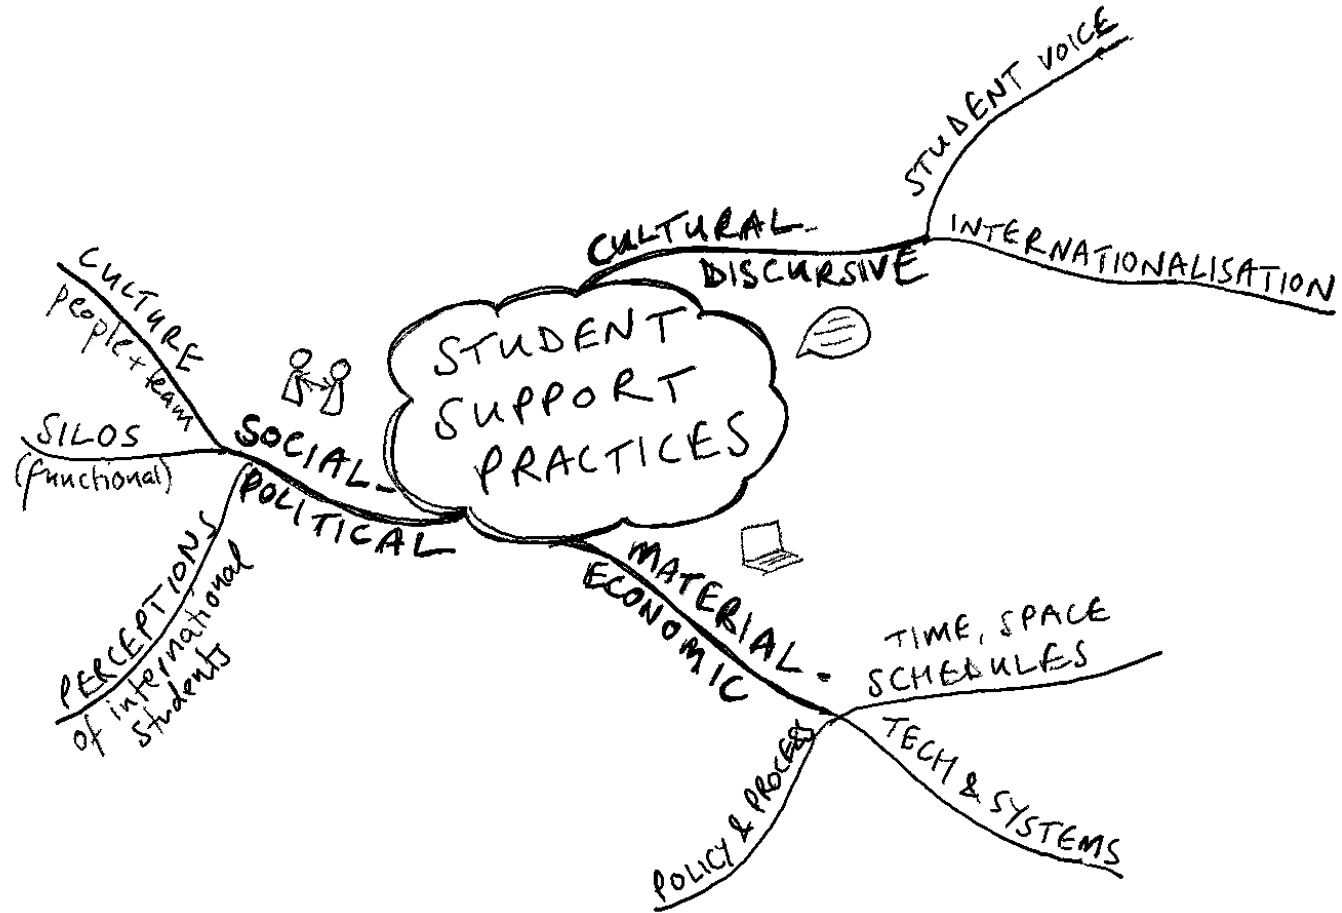 STUDENT
SUPPORT
PRACTICES
CULTURAL-
DISCURSIVE
STUDENT VOICE
INTERNATIONALISATION
MATERIAL-
ECONOMIC
TIME, SPACE
SCHEDULES
TECH & SYSTEMS
POLICY & PROCESS
SOCIAL-
POLITICAL
CULTURE
people + team
SILOS
(functional)
PERCEPTIONS
of international
students